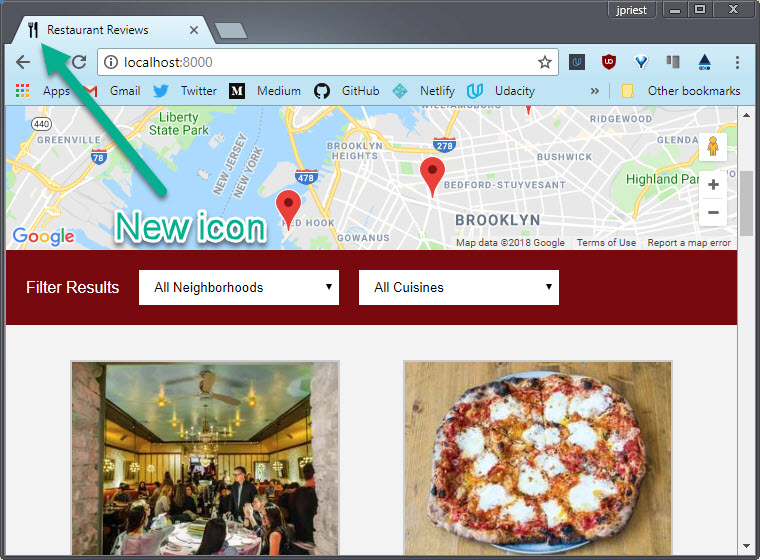 jpriest
Restaurant Reviews
localhost:8000
Apps Gmail Twitter Medium GitHub Netlify Udacity » Other bookmarks
Liberty
State Park
440
GREENVILLE
78
NEW JERSEY
NEW YORK
478
BROOKLYN
HEIGHTS
278
RIDGEWOOD
GLENDA
BUSHWICK
BEDFORD-STUYVESANT
Highland Par
BROOKLYN
GOWANUS
New icon
Google
Map data ©2018 Google Terms of Use Report a map error
Filter Results All Neighborhoods All Cuisines